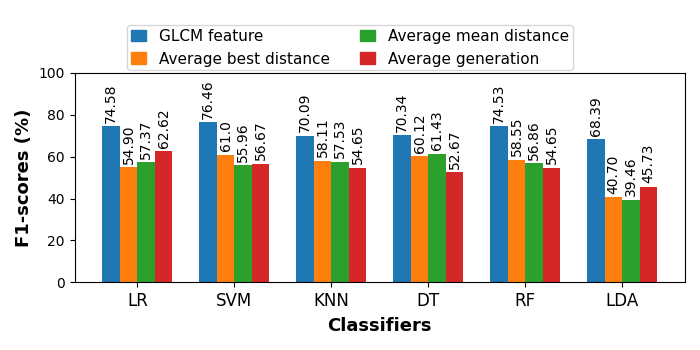 GLCM feature
Average best distance
Average mean distance
Average generation
F1-scores (%)
100
80
60
40
20
0
74.58
54.90
57.37
62.62
76.46
61.0
55.96
56.67
70.09
58.11
57.53
54.65
70.34
60.12
61.43
52.67
74.53
58.55
56.86
54.65
68.39
40.70
39.46
45.73
LR
SVM
KNN
DT
RF
LDA
Classifiers